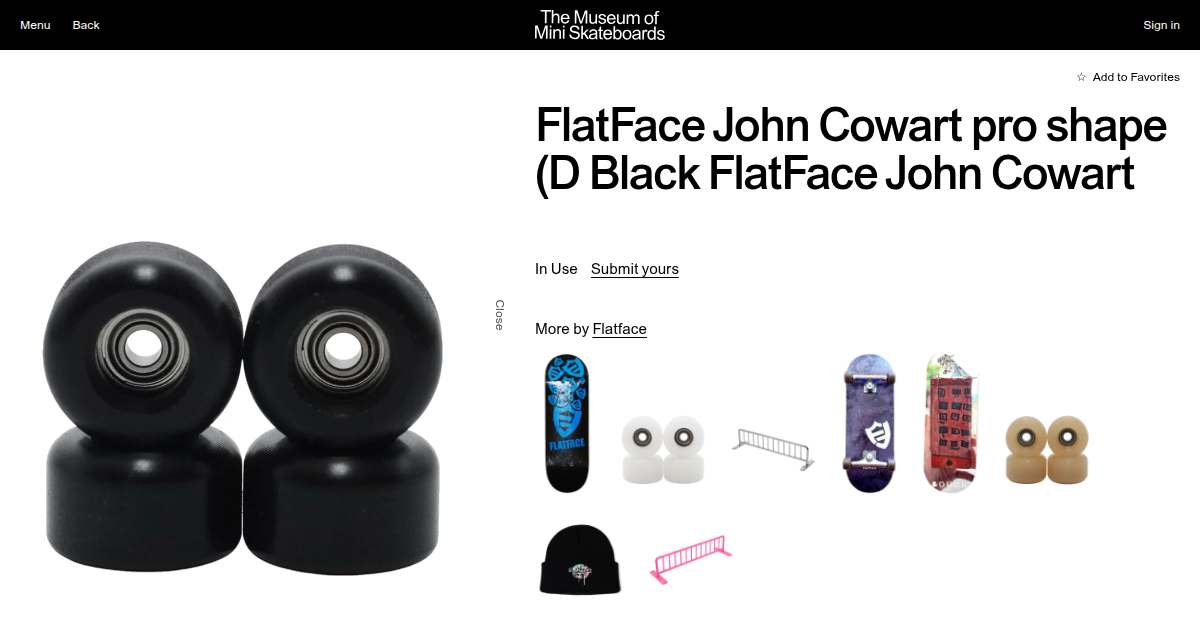 Menu
Back
The Museum of
Mini Skateboards
Sign in
☆ Add to Favorites
FlatFace John Cowart pro shape
(D Black FlatFace John Cowart
In Use Submit yours
Close
More by Flatface
FLATFACE